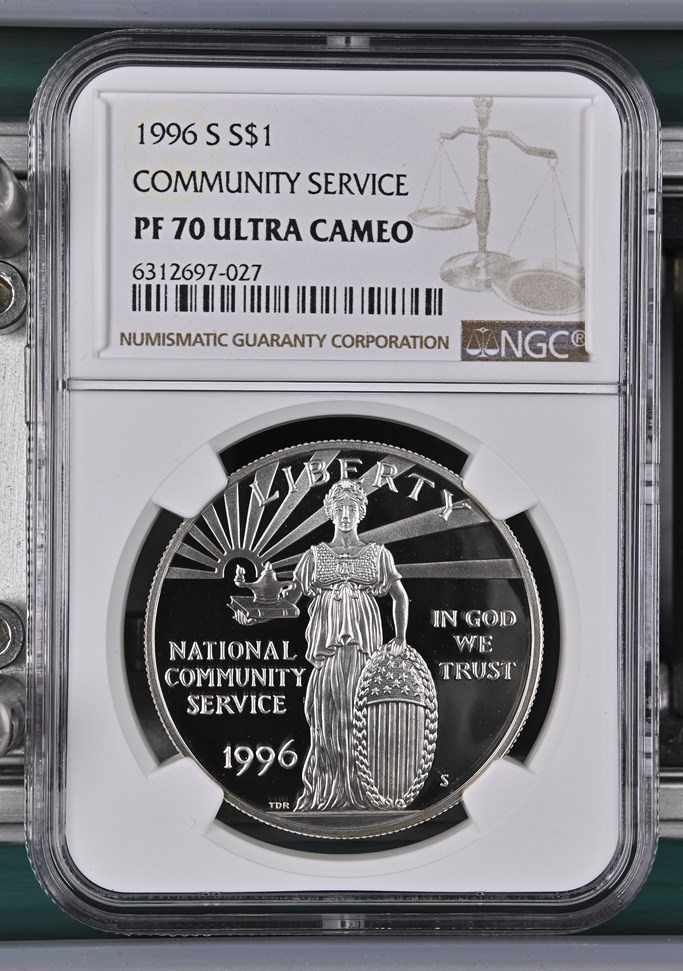 1996 S S$1
COMMUNITY SERVICE
PF 70 ULTRA CAMEO
6312697-027
NUMISMATIC GUARANTY CORPORATION
NGC®
LIBERTY
IN GOD
WE
TRUST
NATIONAL
COMMUNITY
SERVICE
1996
S
TDR